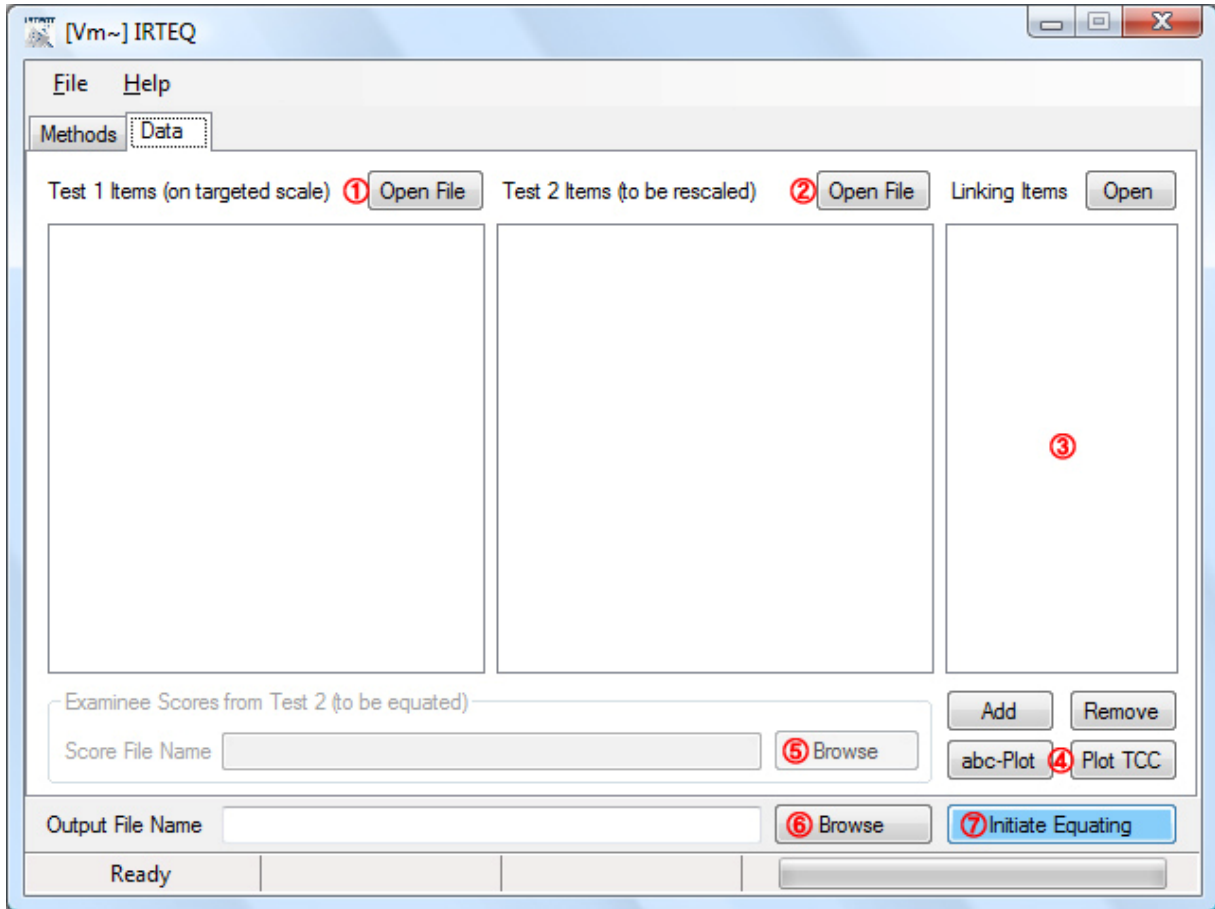 [Vm~] IRTEQ
File Help
Methods Data
Test 1 Items (on targeted scale) ① Open File Test 2 Items (to be rescaled) ② Open File Linking Items Open
③
Examinee Scores from Test 2 (to be equated)
Add Remove
Score File Name ⑤ Browse
abc-Plot ④ Plot TCC
Output File Name ⑥ Browse ⑦ Initiate Equating
Ready